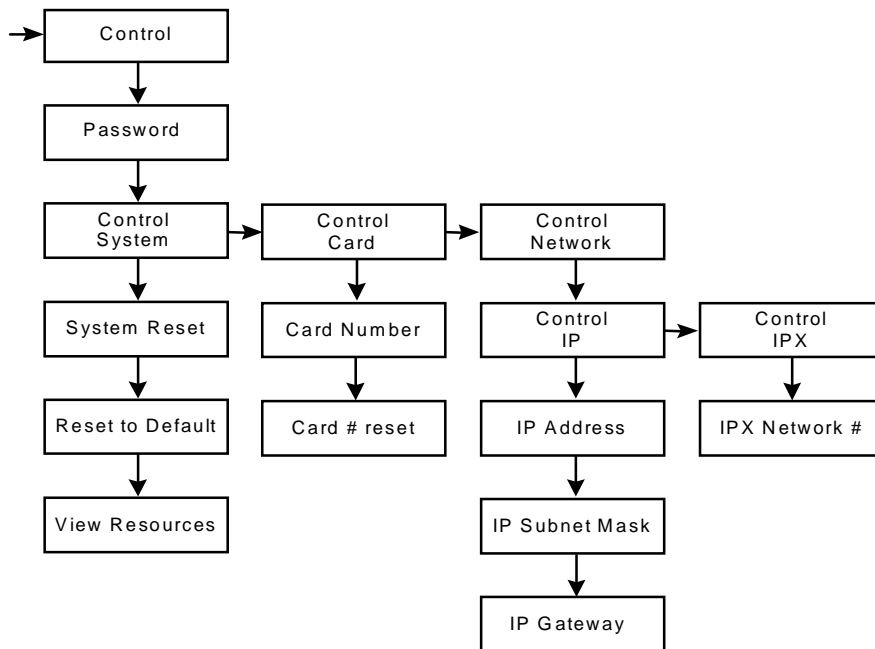 Control
Password
Control
System
Control
Card
Control
Network
System Reset
Card Number
Control
IP
Control
IPX
Reset to Default
Card # reset
IP Address
IPX Network #
View Resources
IP Subnet Mask
IP Gateway